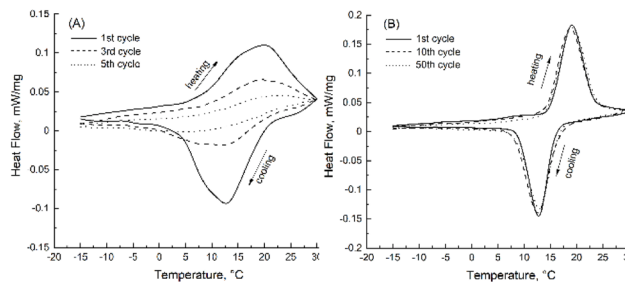 (A)
1st cycle
3rd cycle
5th cycle
heating
cooling
0.15
0.1
0.05
0
-0.05
-0.1
-0.15
Heat Flow, mW/mg
-20 -15 -10 -5 0 5 10 15 20 25 30
Temperature, °C
(B)
1st cycle
10th cycle
50th cycle
heating
cooling
0.2
0.15
0.1
0.05
0
-0.05
-0.1
-0.15
-0.2
Heat Flow, mW/mg
-20 -15 -10 -5 0 5 10 15 20 25 30
Temperature, °C